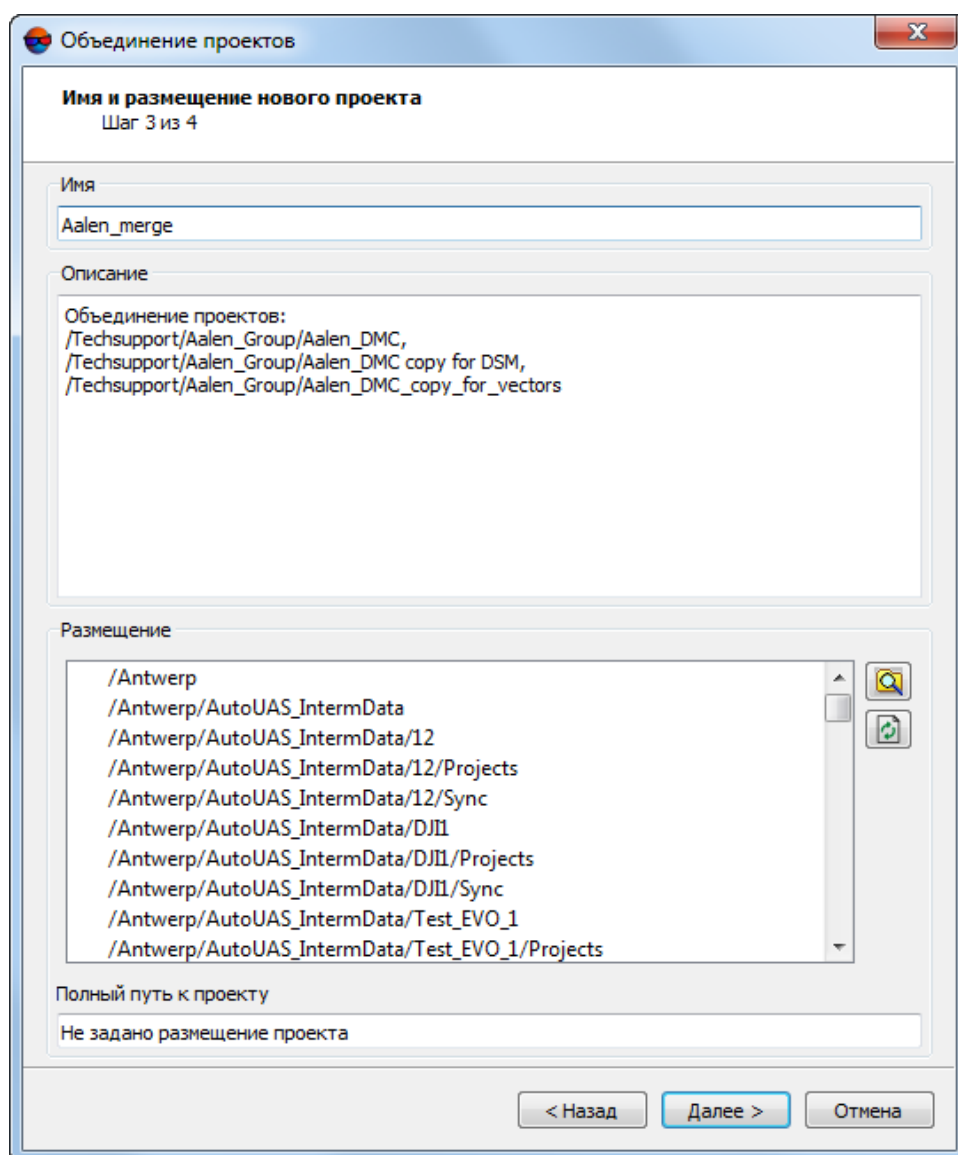 Объединение проектов
Имя и размещение нового проекта
Шаг 3 из 4
Имя
Aalen_merge
Описание
Объединение проектов:
/Techsupport/Aalen_Group/Aalen_DMC,
/Techsupport/Aalen_Group/Aalen_DMC copy for DSM,
/Techsupport/Aalen_Group/Aalen_DMC_copy_for_vectors
Размещение
/Antwerp
/Antwerp/AutoUAS_IntermData
/Antwerp/AutoUAS_IntermData/12
/Antwerp/AutoUAS_IntermData/12/Projects
/Antwerp/AutoUAS_IntermData/12/Sync
/Antwerp/AutoUAS_IntermData/DJI1
/Antwerp/AutoUAS_IntermData/DJI1/Projects
/Antwerp/AutoUAS_IntermData/DJI1/Sync
/Antwerp/AutoUAS_IntermData/Test_EVO_1
/Antwerp/AutoUAS_IntermData/Test_EVO_1/Projects
Полный путь к проекту
Не задано размещение проекта
< Назад
Далее >
Отмена